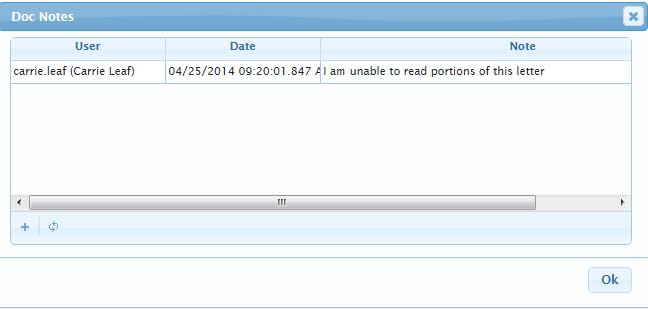 Doc Notes
User Date Note
carrie.leaf (Carrie Leaf) 04/25/2014 09:20:01.847 A I am unable to read portions of this letter
Ok